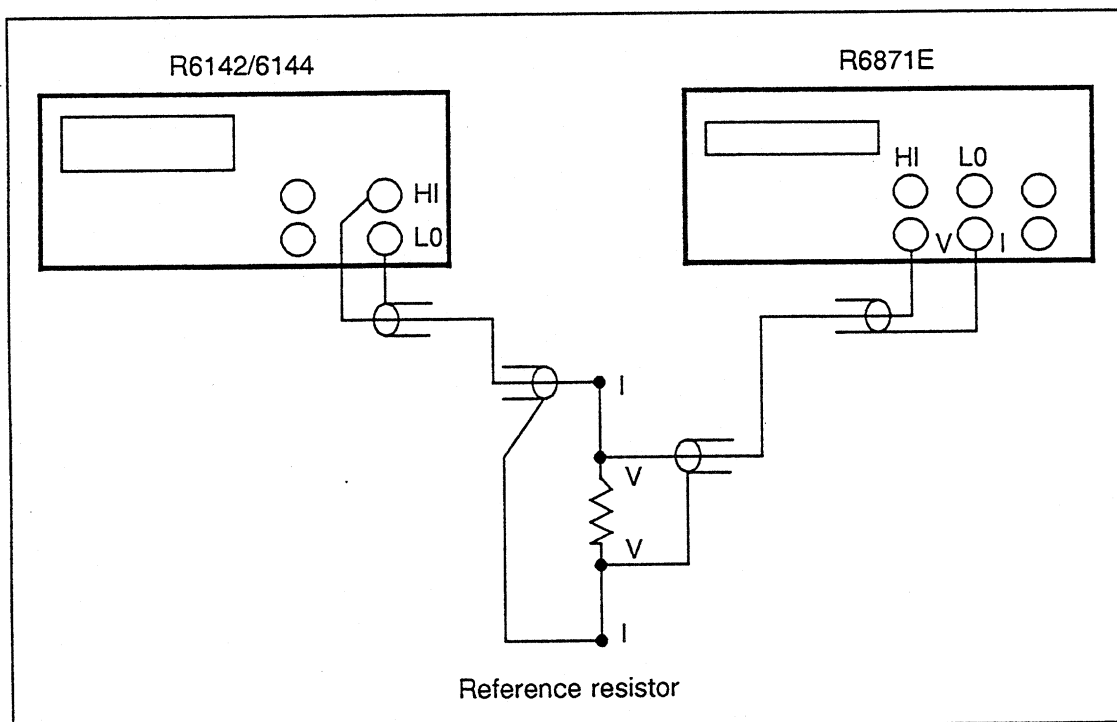 R6142/6144
R6871E
HI
L0
HI
L0
V
I
I
V
V
I
Reference resistor